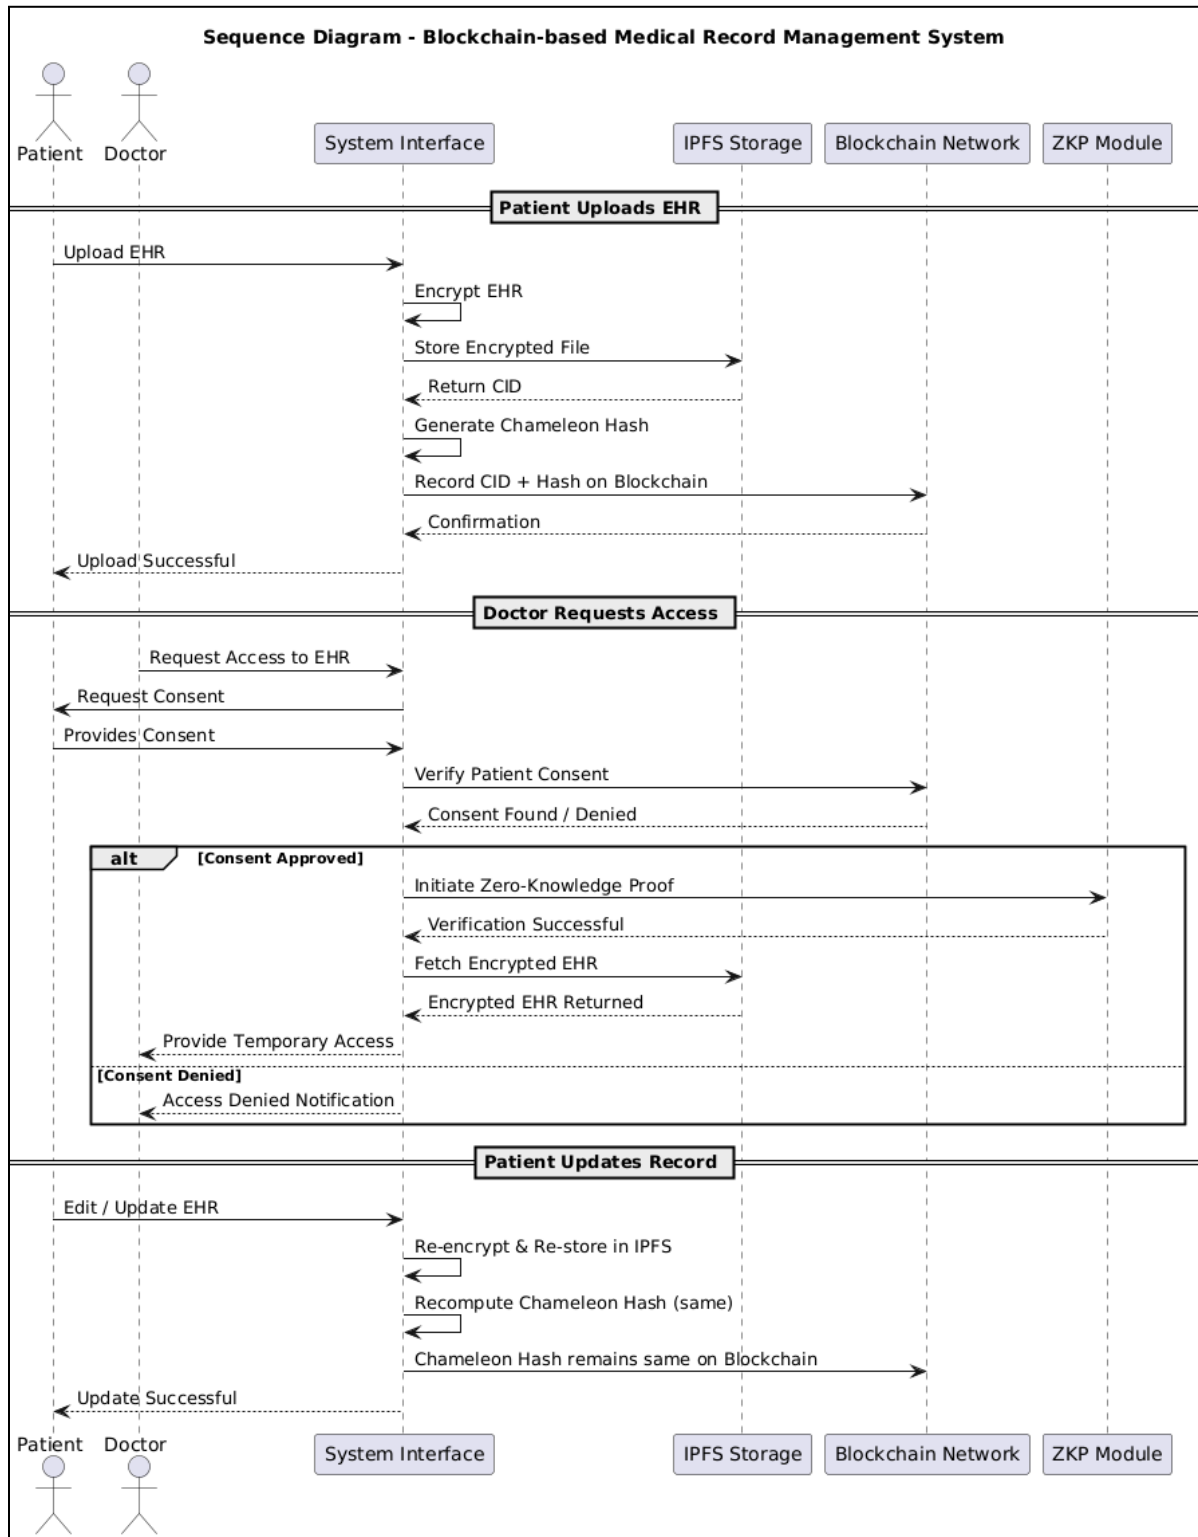 Sequence Diagram - Blockchain-based Medical Record Management System
Patient Doctor System Interface IPFS Storage Blockchain Network ZKP Module
Patient Uploads EHR
Upload EHR
Encrypt EHR
Store Encrypted File
Return CID
Generate Chameleon Hash
Record CID + Hash on Blockchain
Confirmation
Upload Successful
Doctor Requests Access
Request Access to EHR
Request Consent
Provides Consent
Verify Patient Consent
Consent Found / Denied
alt [Consent Approved]
Initiate Zero-Knowledge Proof
Verification Successful
Fetch Encrypted EHR
Encrypted EHR Returned
Provide Temporary Access
[Consent Denied]
Access Denied Notification
Patient Updates Record
Edit / Update EHR
Re-encrypt & Re-store in IPFS
Recompute Chameleon Hash (same)
Chameleon Hash remains same on Blockchain
Update Successful
Patient Doctor System Interface IPFS Storage Blockchain Network ZKP Module